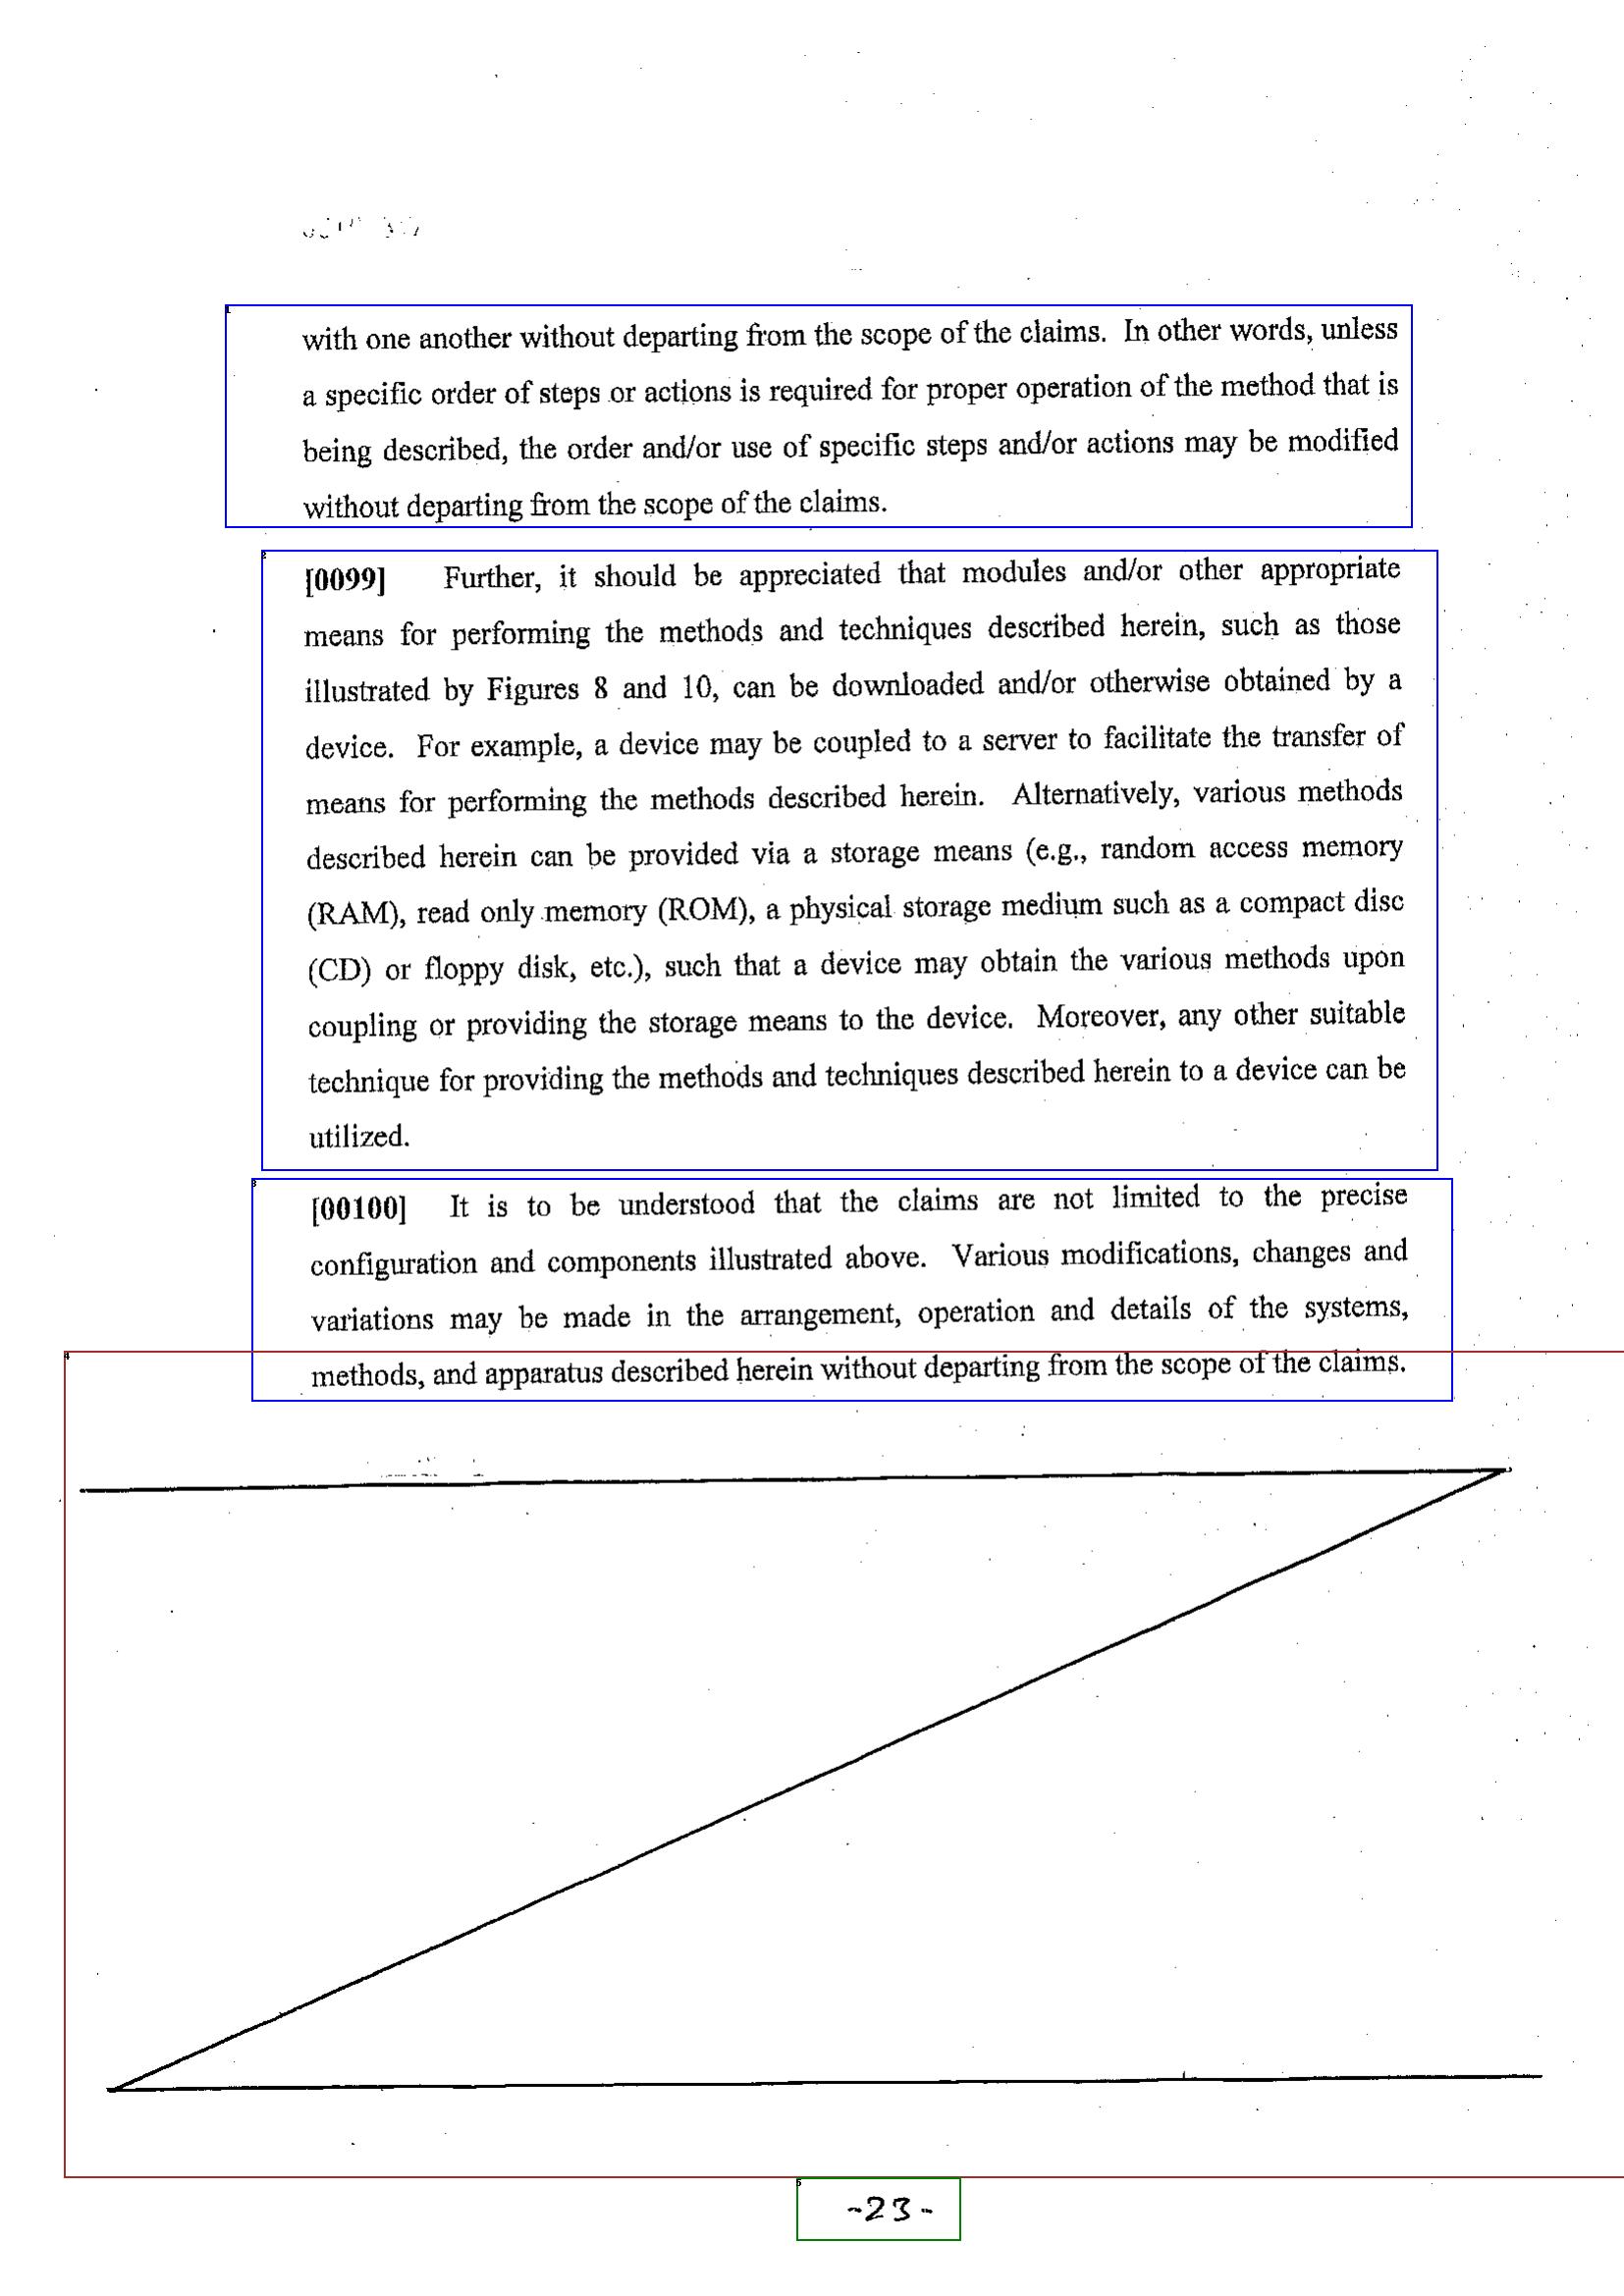 with one another without departing from the scope of the claims. In other words, unless
a specific order of steps or actions is required for proper operation of the method that is
being described, the order and/or use of specific steps and/or actions may be modified
without departing from the scope of the claims.
[0099] Further, it should be appreciated that modules and/or other appropriate
means for performing the methods and techniques described herein, such as those
illustrated by Figures 8 and 10, can be downloaded and/or otherwise obtained by a
device. For example, a device may be coupled to a server to facilitate the transfer of
means for performing the methods described herein. Alternatively, various methods
described herein can be provided via a storage means (e.g., random access memory
(RAM), read only memory (ROM), a physical storage medium such as a compact disc
(CD) or floppy disk, etc.), such that a device may obtain the various methods upon
coupling or providing the storage means to the device. Moreover, any other suitable
technique for providing the methods and techniques described herein to a device can be
utilized.
[00100] It is to be understood that the claims are not limited to the precise
configuration and components illustrated above. Various modifications, changes and
variations may be made in the arrangement, operation and details of the systems,
methods, and apparatus described herein without departing from the scope of the claims.
-23-